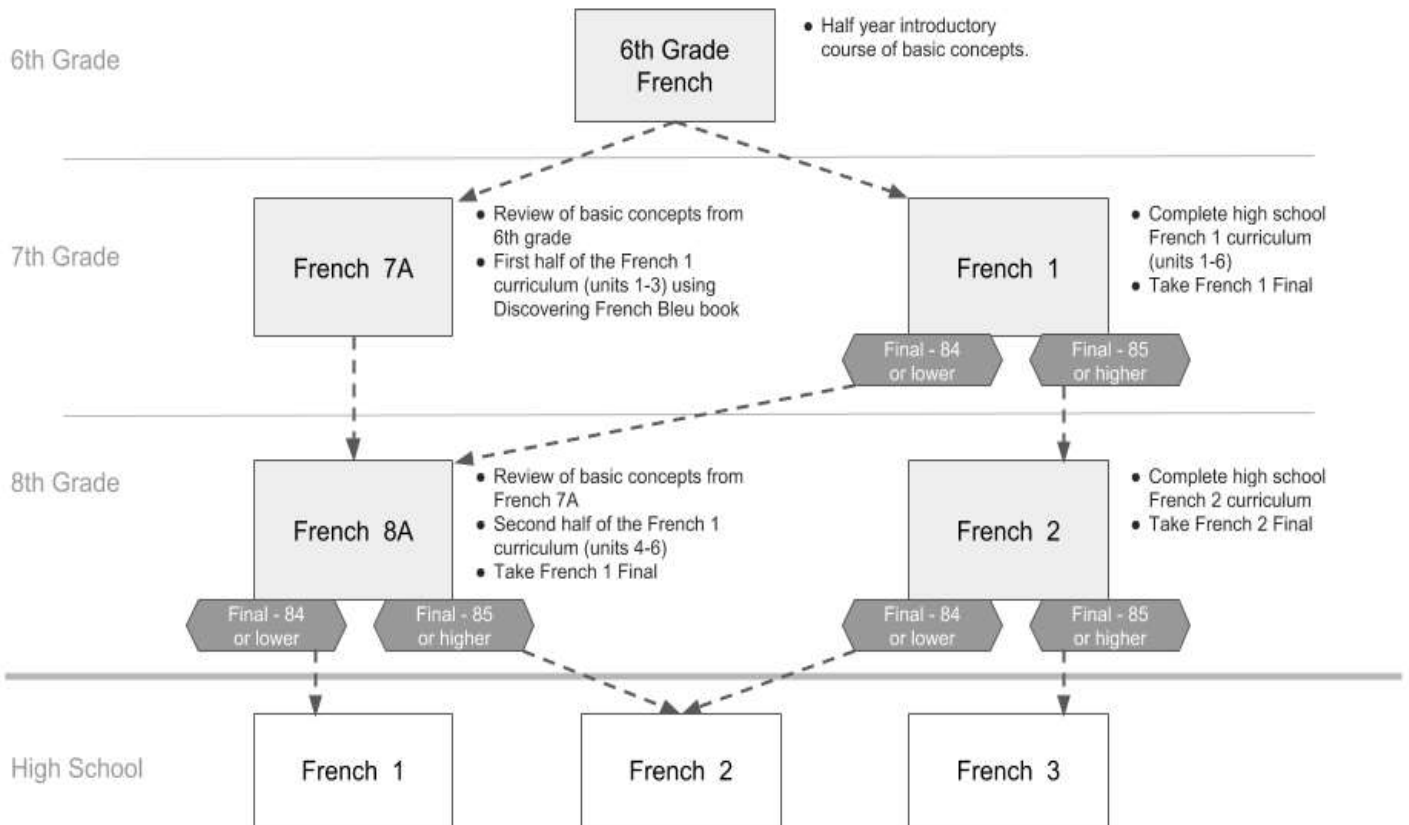 6th Grade
6th Grade
French
● Half year introductory
course of basic concepts.
7th Grade
French 7A
● Review of basic concepts from
6th grade
● First half of the French 1
curriculum (units 1-3) using
Discovering French Bleu book
French 1
● Complete high school
French 1 curriculum
(units 1-6)
● Take French 1 Final
Final - 84
or lower
Final - 85
or higher
8th Grade
French 8A
● Review of basic concepts from
French 7A
● Second half of the French 1
curriculum (units 4-6)
● Take French 1 Final
French 2
● Complete high school
French 2 curriculum
● Take French 2 Final
Final - 84
or lower
Final - 85
or higher
Final - 84
or lower
Final - 85
or higher
High School
French 1
French 2
French 3